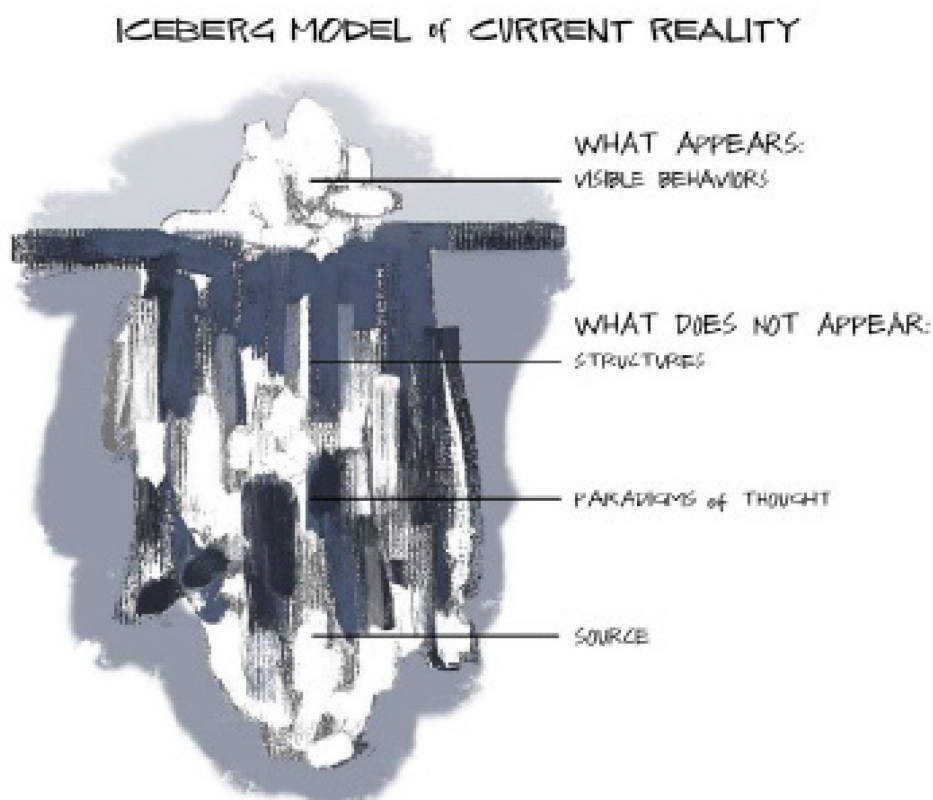 ICEBERG MODEL of CURRENT REALITY
WHAT APPEARS:
VISIBLE BEHAVIORS
WHAT DOES NOT APPEAR:
STRUCTURES
PARADIGMS of THOUGHT
SOURCE